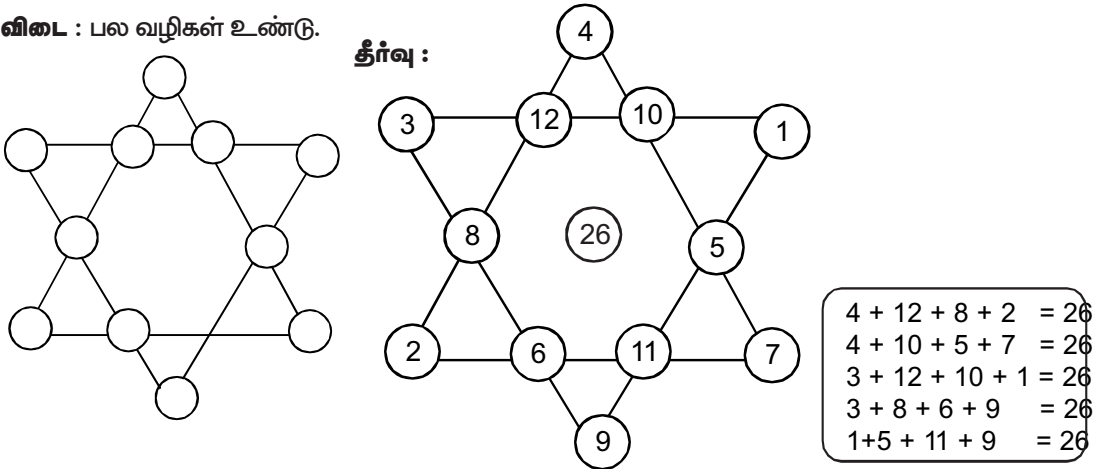 விடை : பல வழிகள் உண்டு.
தீர்வு :
4
3 12 10 1
8 26 5
2 6 11 7
9
4 + 12 + 8 + 2 = 26
4 + 10 + 5 + 7 = 26
3 + 12 + 10 + 1 = 26
3 + 8 + 6 + 9 = 26
1+5 + 11 + 9 = 26